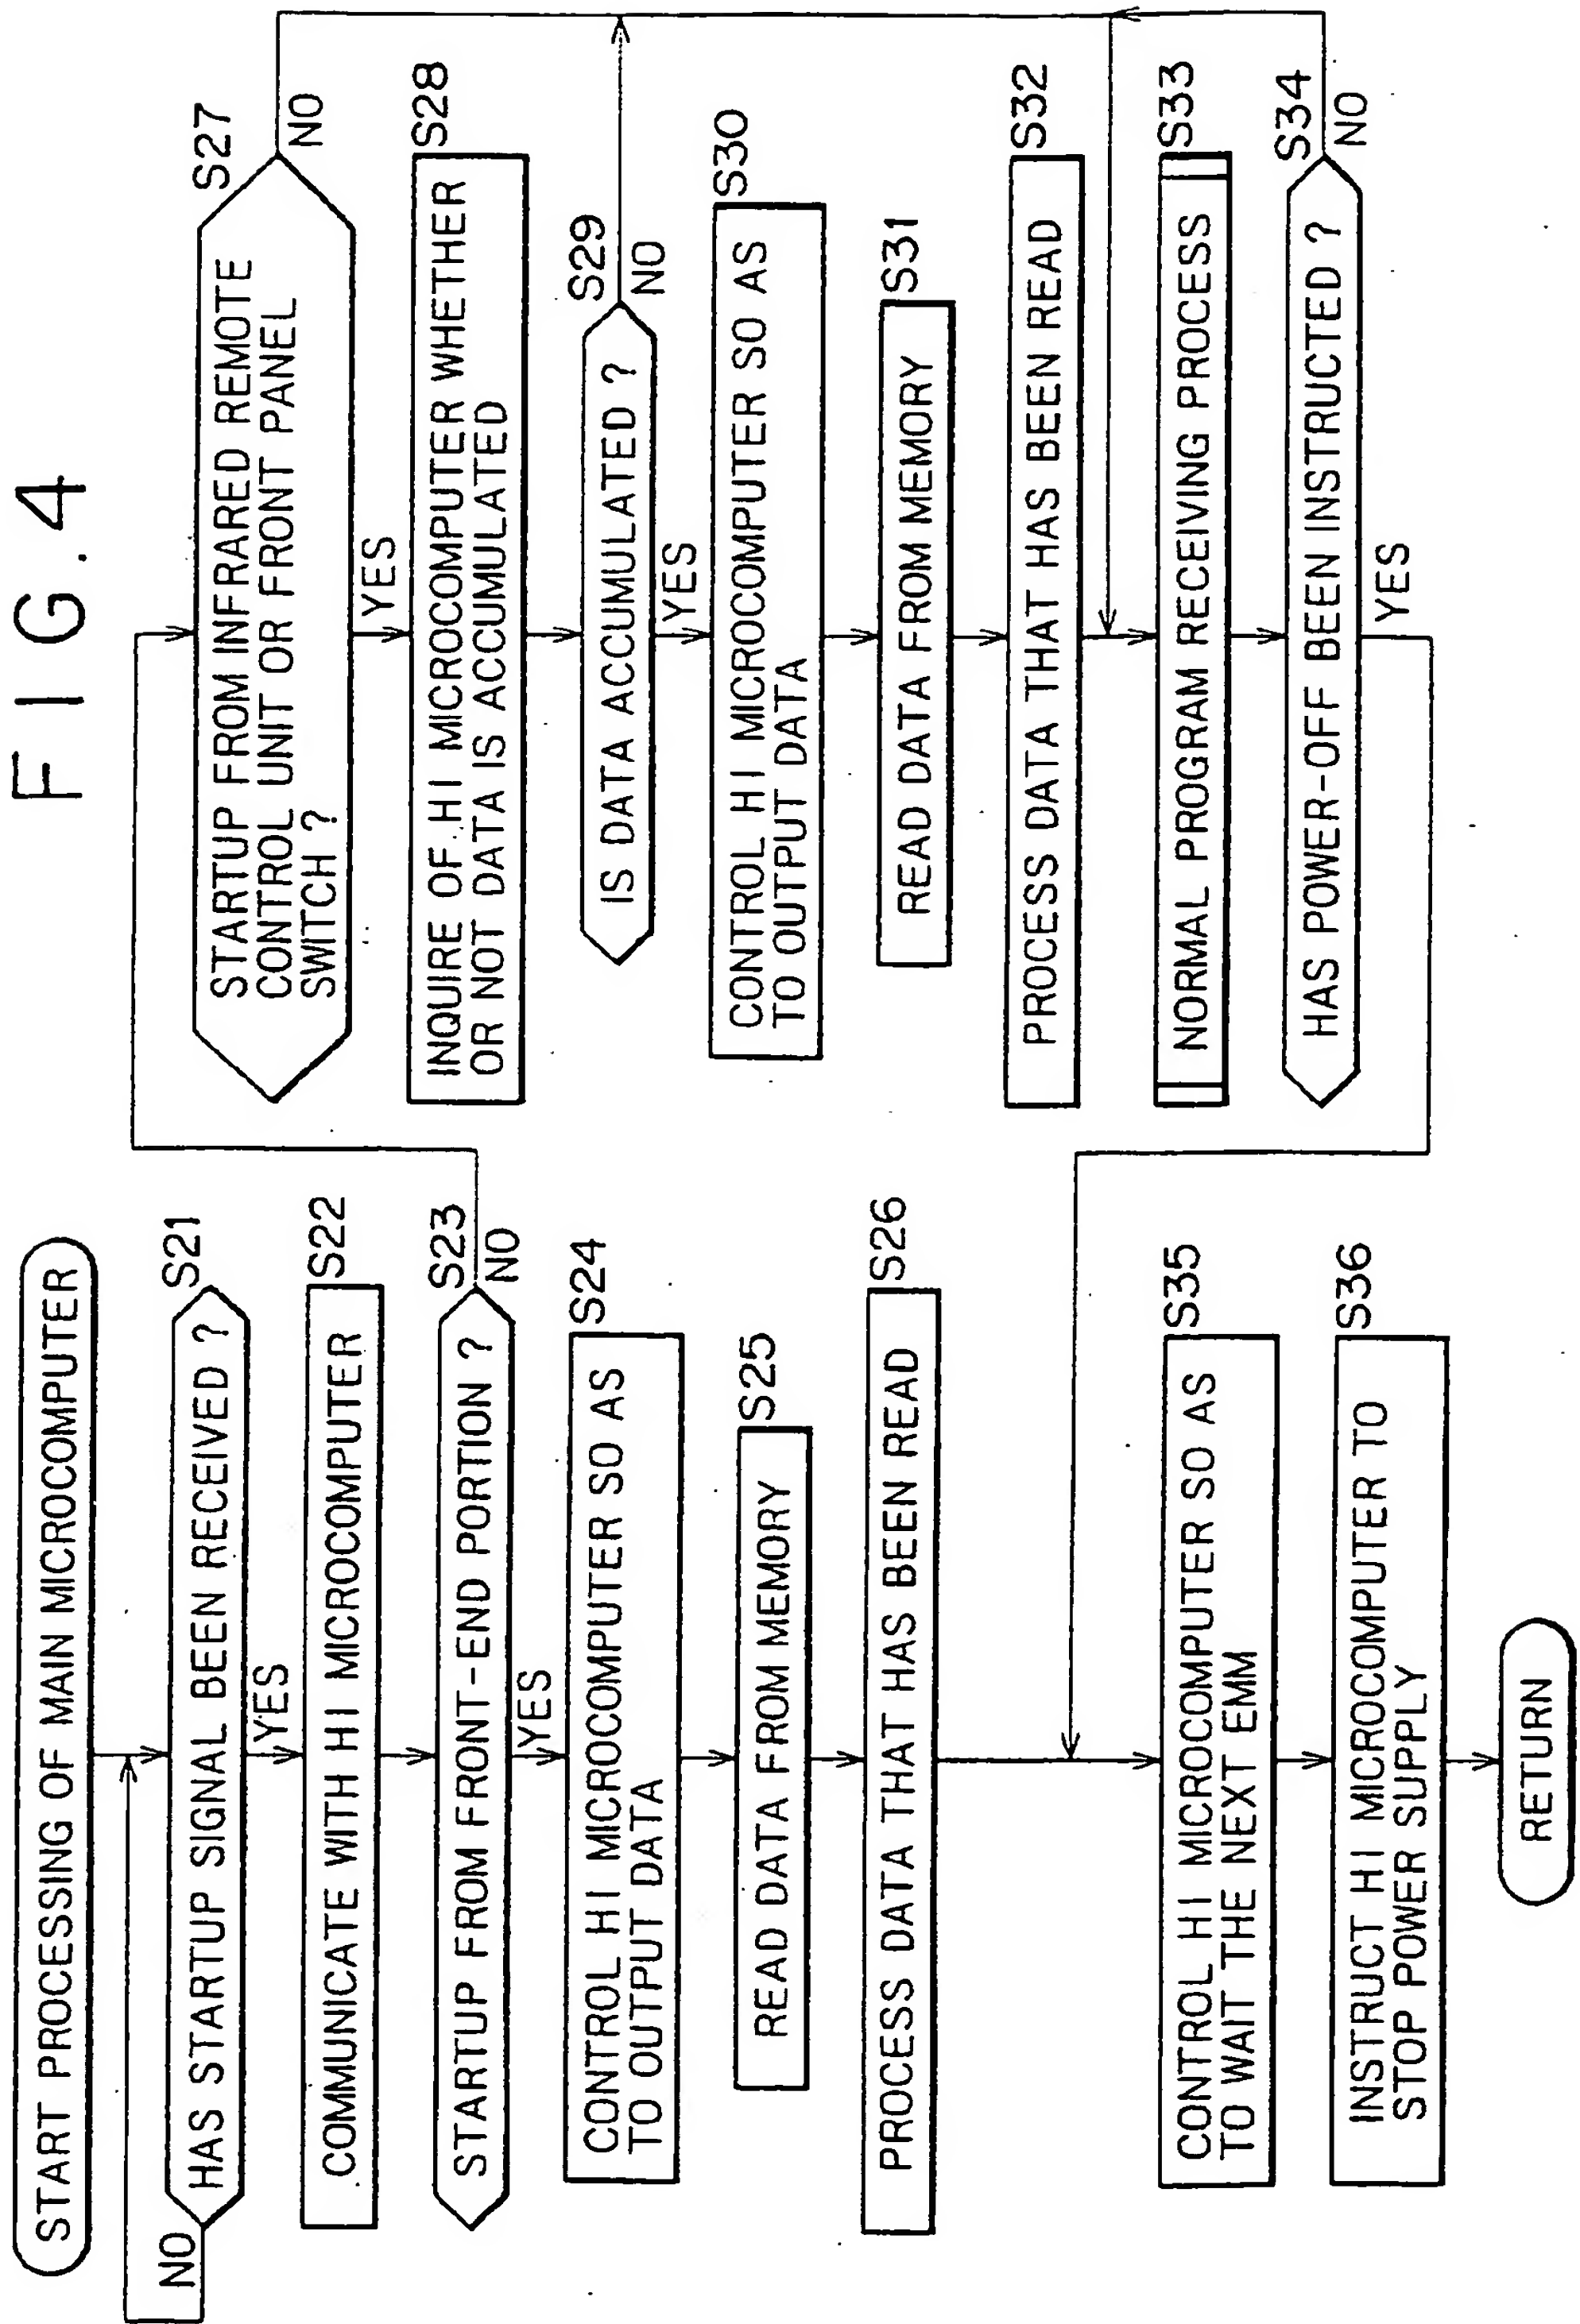 FIG.4
START PROCESSING OF MAIN MICROCOMPUTER
S21
HAS STARTUP SIGNAL BEEN RECEIVED ?
NO
YES
S22
COMMUNICATE WITH HI MICROCOMPUTER
S23
STARTUP FROM FRONT-END PORTION ?
NO
YES
S24
CONTROL HI MICROCOMPUTER SO AS
TO OUTPUT DATA
S25
READ DATA FROM MEMORY
S26
PROCESS DATA THAT HAS BEEN READ
S35
CONTROL HI MICROCOMPUTER SO AS
TO WAIT THE NEXT EMM
S36
INSTRUCT HI MICROCOMPUTER TO
STOP POWER SUPPLY
RETURN
S27
STARTUP FROM INFRARED REMOTE
CONTROL UNIT OR FRONT PANEL
SWITCH ?
NO
YES
S28
INQUIRE OF HI MICROCOMPUTER WHETHER
OR NOT DATA IS ACCUMULATED
S29
IS DATA ACCUMULATED ?
NO
YES
S30
CONTROL HI MICROCOMPUTER SO AS
TO OUTPUT DATA
S31
READ DATA FROM MEMORY
S32
PROCESS DATA THAT HAS BEEN READ
S33
NORMAL PROGRAM RECEIVING PROCESS
S34
HAS POWER-OFF BEEN INSTRUCTED ?
NO
YES